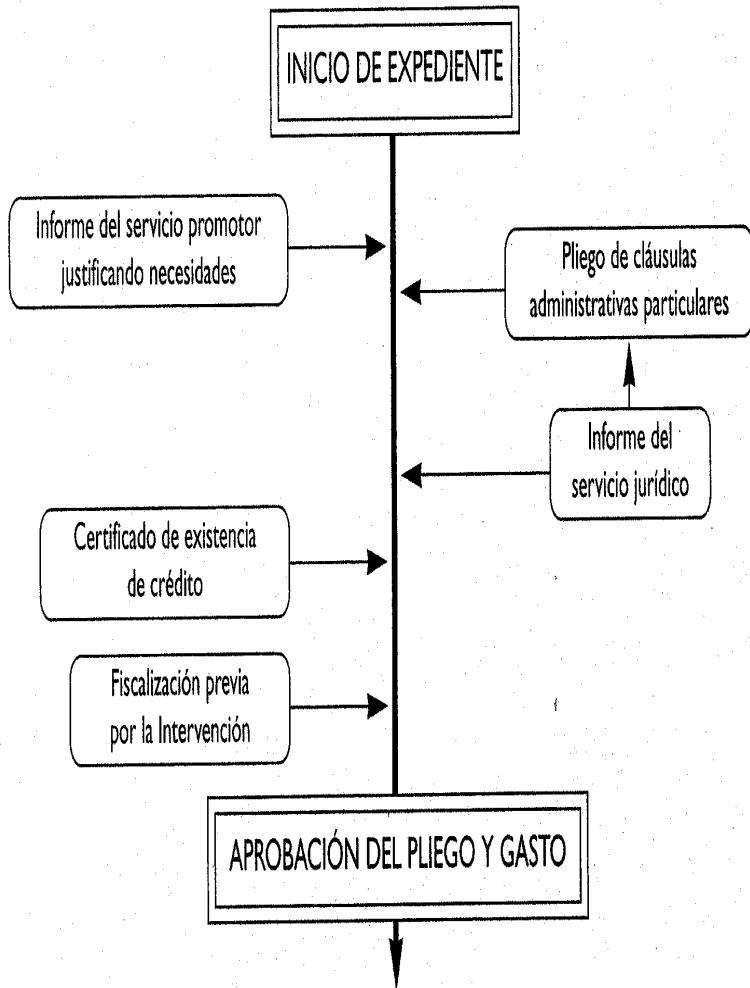 INICIO DE EXPEDIENTE
Informe del servicio promotor
justificando necesidades
Pliego de cláusulas
administrativas particulares
Informe del
servicio jurídico
Certificado de existencia
de crédito
Fiscalización previa
por la Intervención
APROBACIÓN DEL PLIEGO Y GASTO